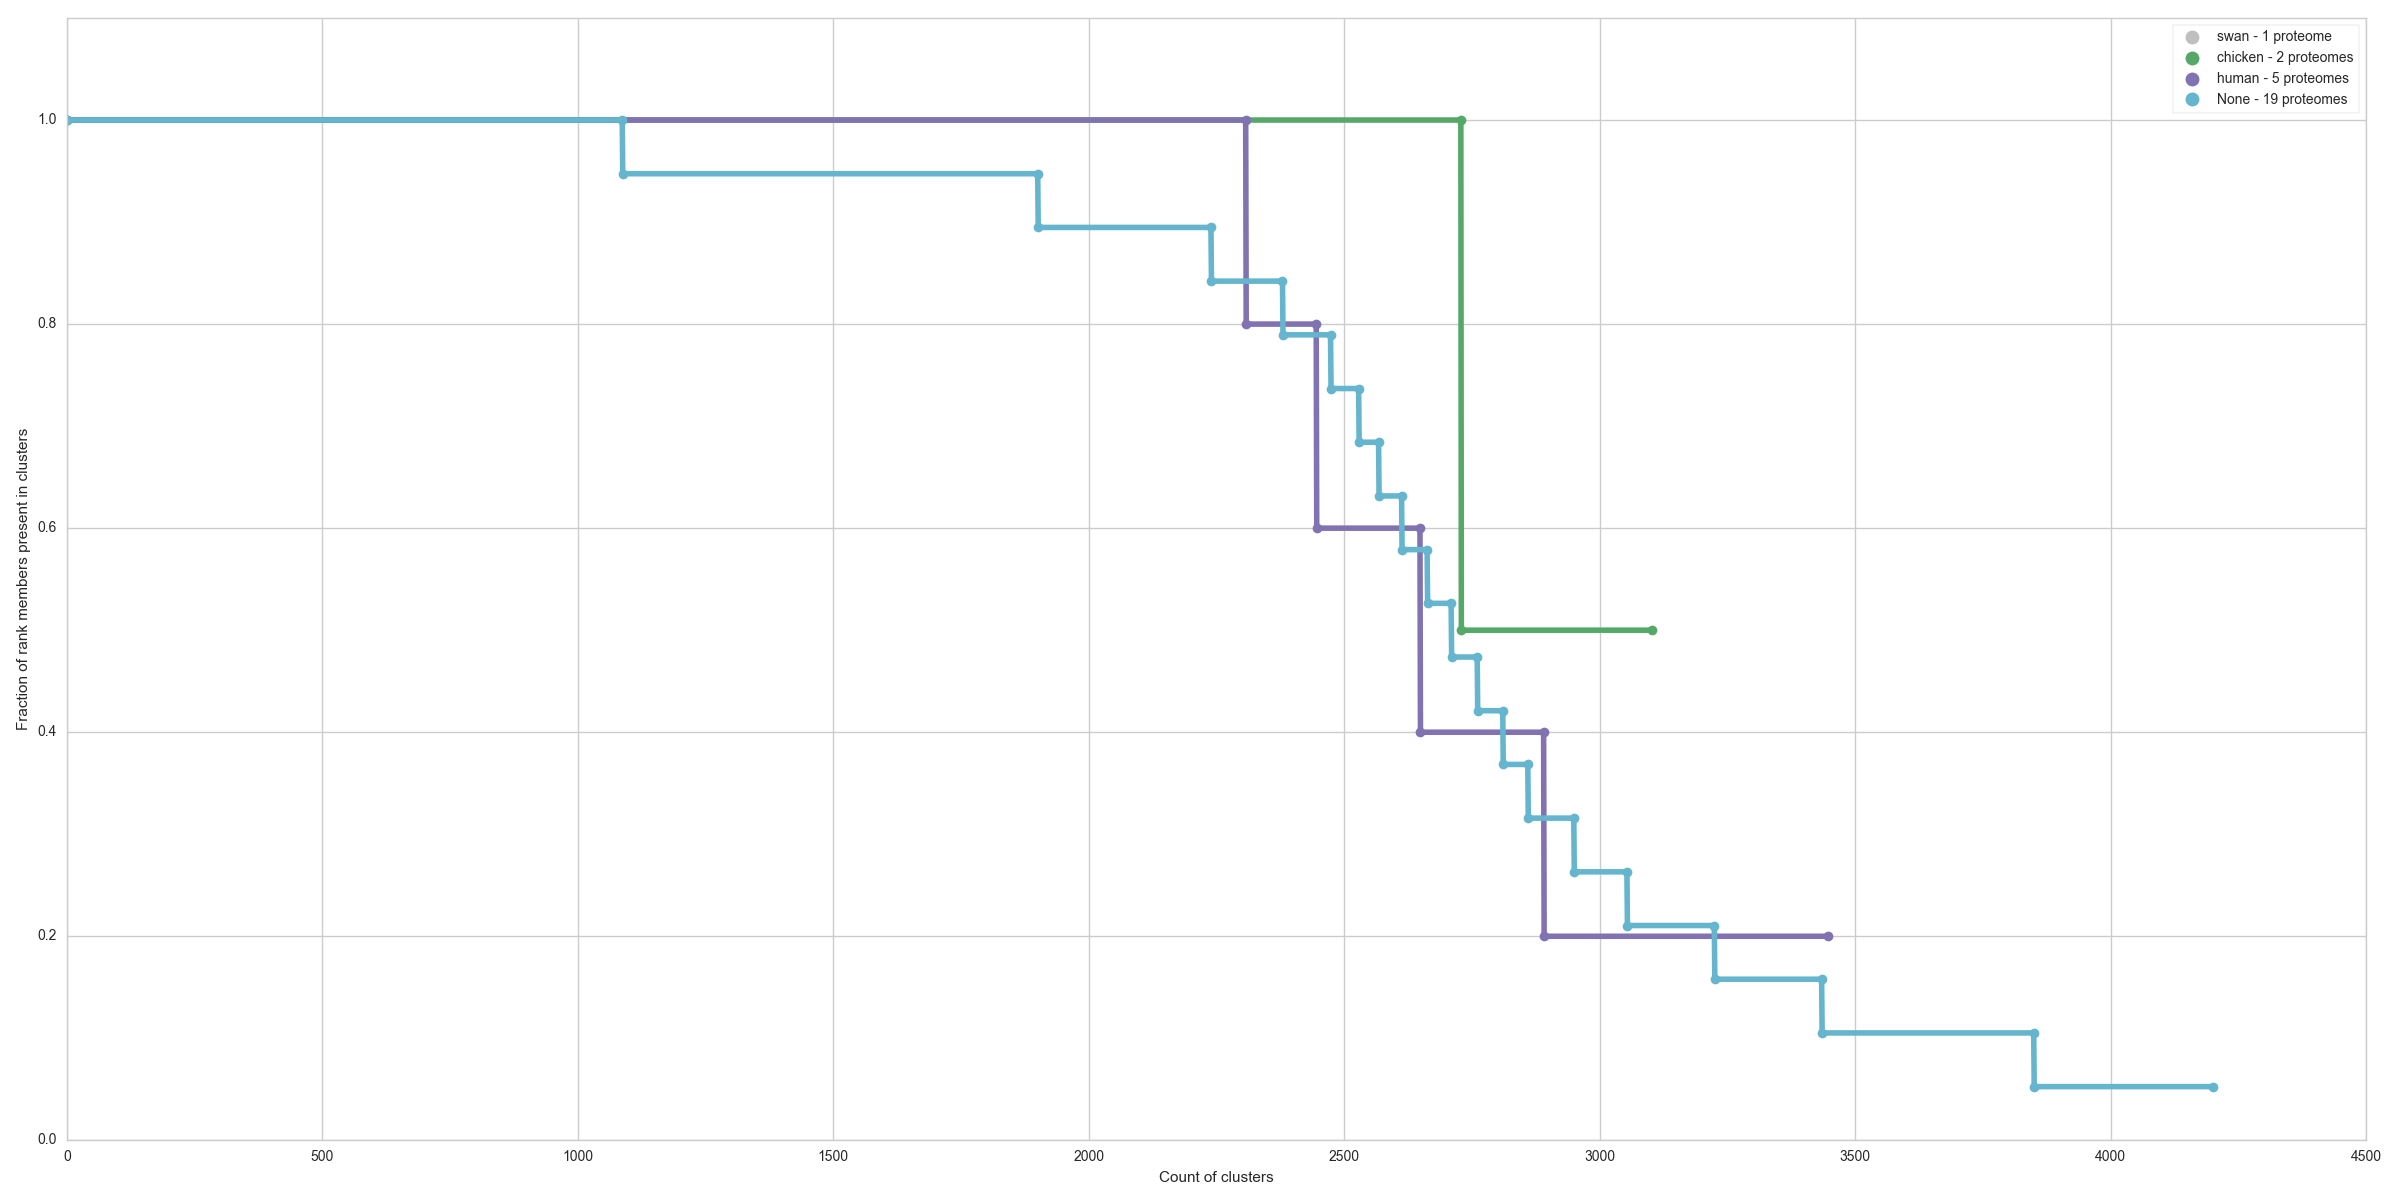 swan - 1 proteome
chicken - 2 proteomes
human - 5 proteomes
None - 19 proteomes
1.0
0.8
0.6
0.4
0.2
0.0
Fraction of rank members present in clusters
0 500 1000 1500 2000 2500 3000 3500 4000 4500
Count of clusters